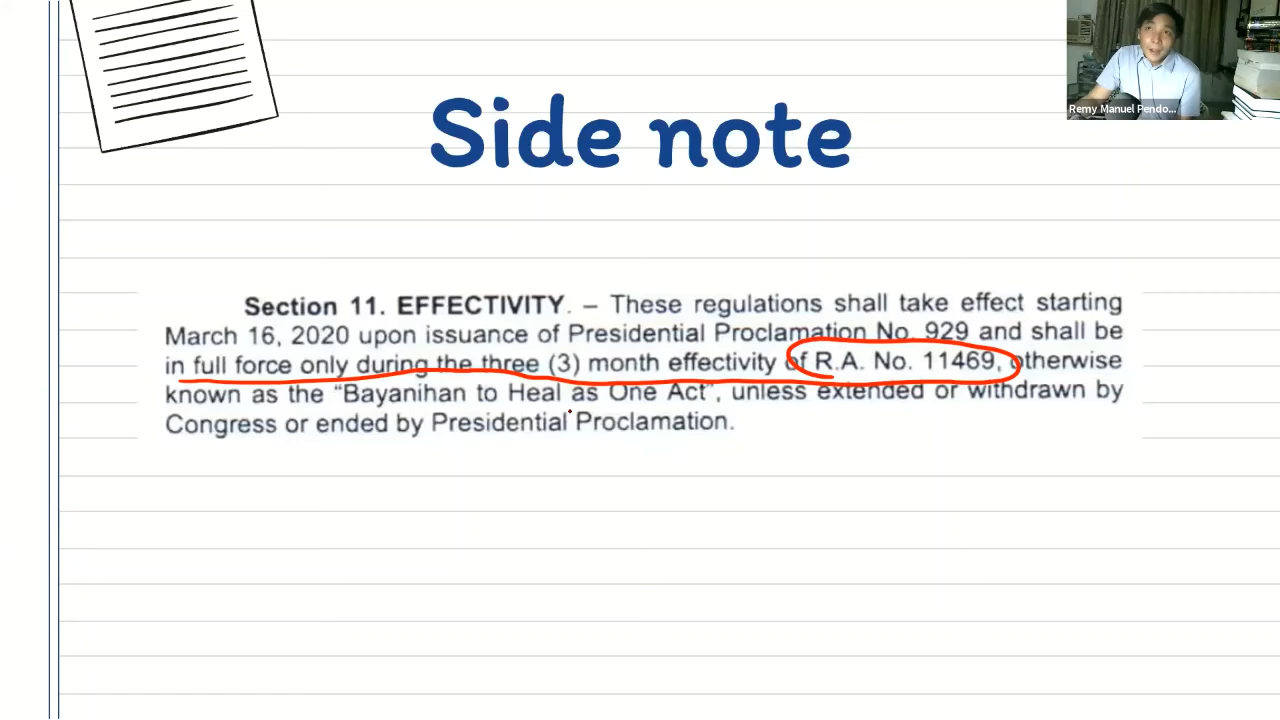 Remy Manuel Pendo...
Side note
Section 11. EFFECTIVITY. – These regulations shall take effect starting
March 16, 2020 upon issuance of Presidential Proclamation No. 929 and shall be
in full force only during the three (3) month effectivity of R.A. No. 11469, otherwise
known as the “Bayanihan to Heal as One Act”, unless extended or withdrawn by
Congress or ended by Presidential Proclamation.